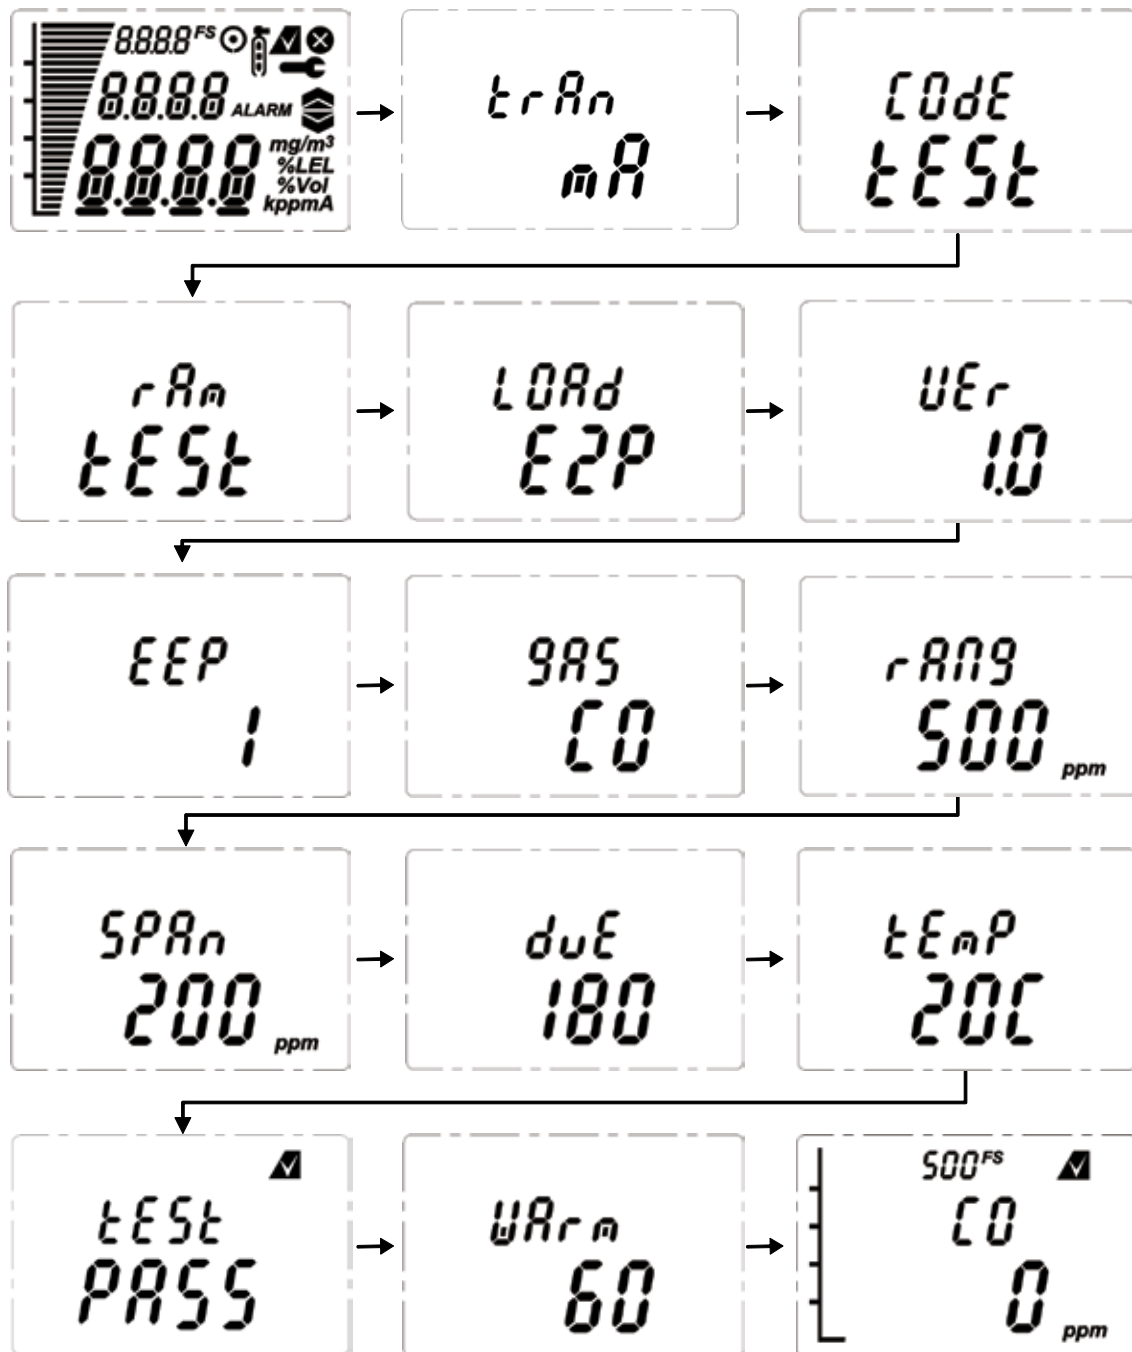 8.8.8.8 FS
8.8.8.8 ALARM
8.8.8.8 mg/m³
%LEL
%Vol
kppmA
trAn
mA
COdE
tESt
rAm
tESt
LOAd
E2P
VEr
1.0
EEP
1
gAS
CO
rAng
500 ppm
SPAn
200 ppm
duE
180
tEmP
20C
tESt
PASS
WArm
60
500 FS
CO
0 ppm